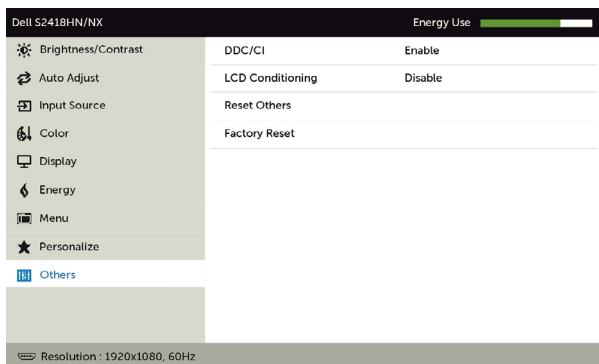 Dell S2418HN/NX
Energy Use
Brightness/Contrast
Auto Adjust
Input Source
Color
Display
Energy
Menu
Personalize
Others
DDC/CI Enable
LCD Conditioning Disable
Reset Others
Factory Reset
Resolution : 1920x1080, 60Hz